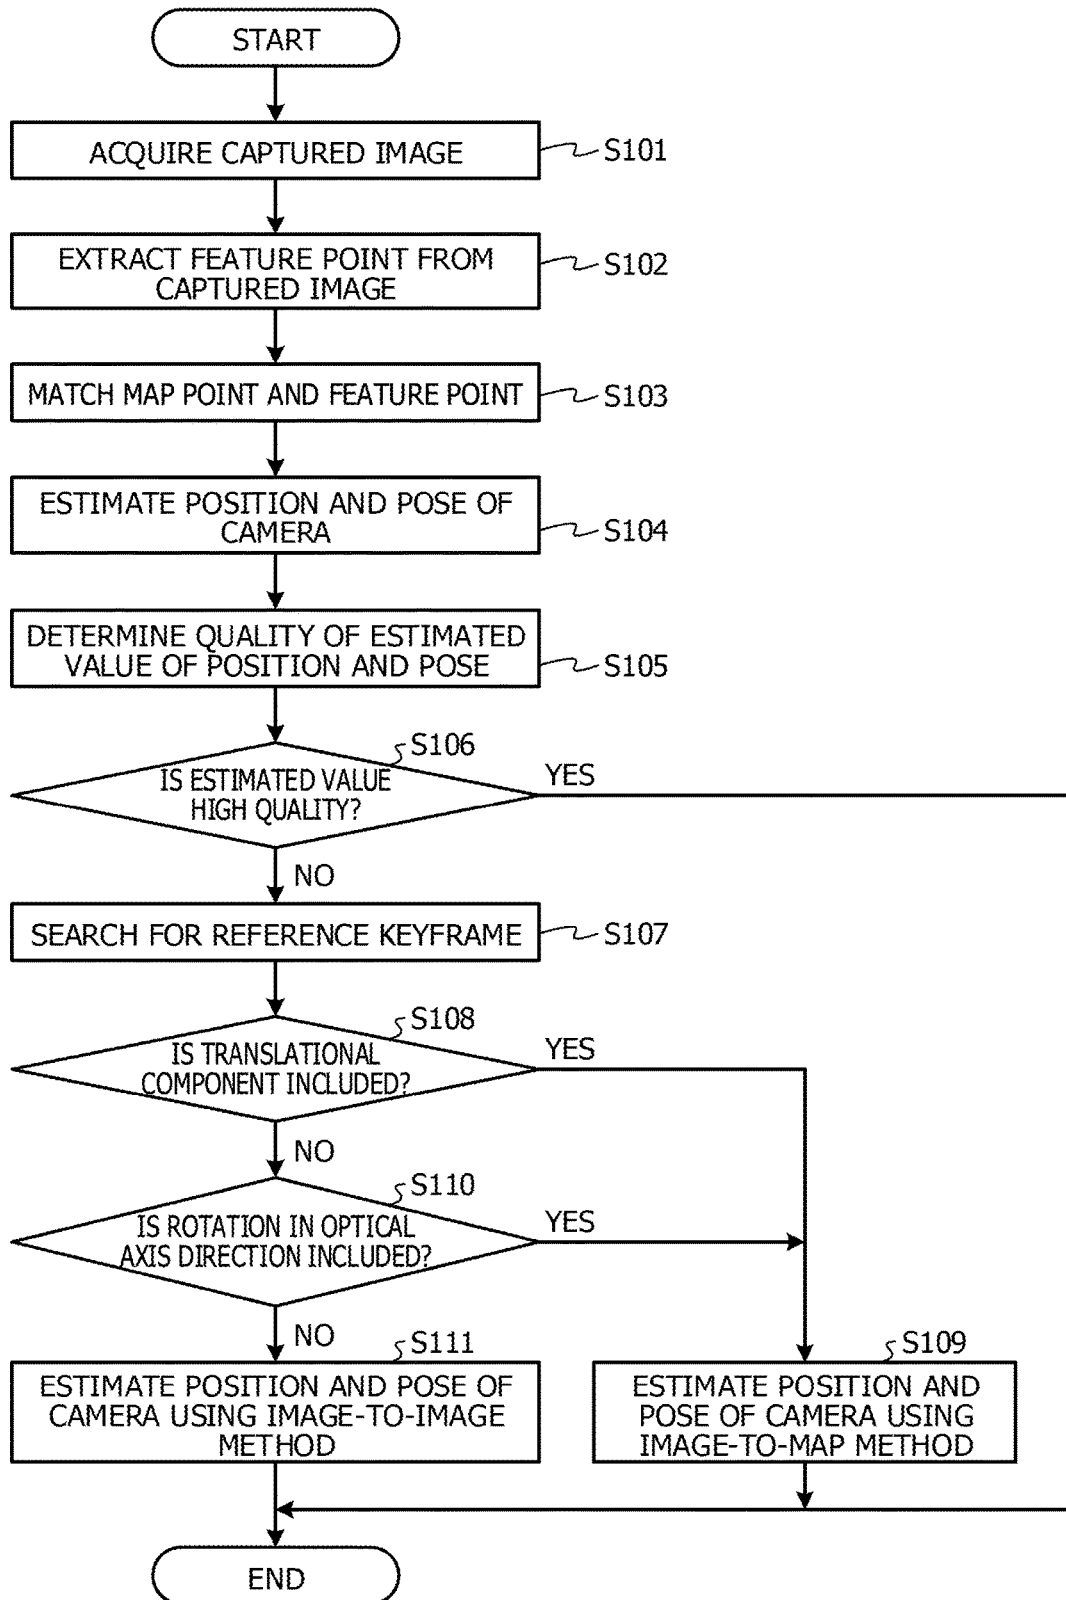 START
ACQUIRE CAPTURED IMAGE
S101
EXTRACT FEATURE POINT FROM
CAPTURED IMAGE
S102
MATCH MAP POINT AND FEATURE POINT
S103
ESTIMATE POSITION AND POSE OF
CAMERA
S104
DETERMINE QUALITY OF ESTIMATED
VALUE OF POSITION AND POSE
S105
S106
IS ESTIMATED VALUE
HIGH QUALITY?
YES
NO
SEARCH FOR REFERENCE KEYFRAME
S107
S108
IS TRANSLATIONAL
COMPONENT INCLUDED?
YES
NO
S110
IS ROTATION IN OPTICAL
AXIS DIRECTION INCLUDED?
YES
NO
S111
ESTIMATE POSITION AND POSE OF
CAMERA USING IMAGE-TO-IMAGE
METHOD
S109
ESTIMATE POSITION AND
POSE OF CAMERA USING
IMAGE-TO-MAP METHOD
END